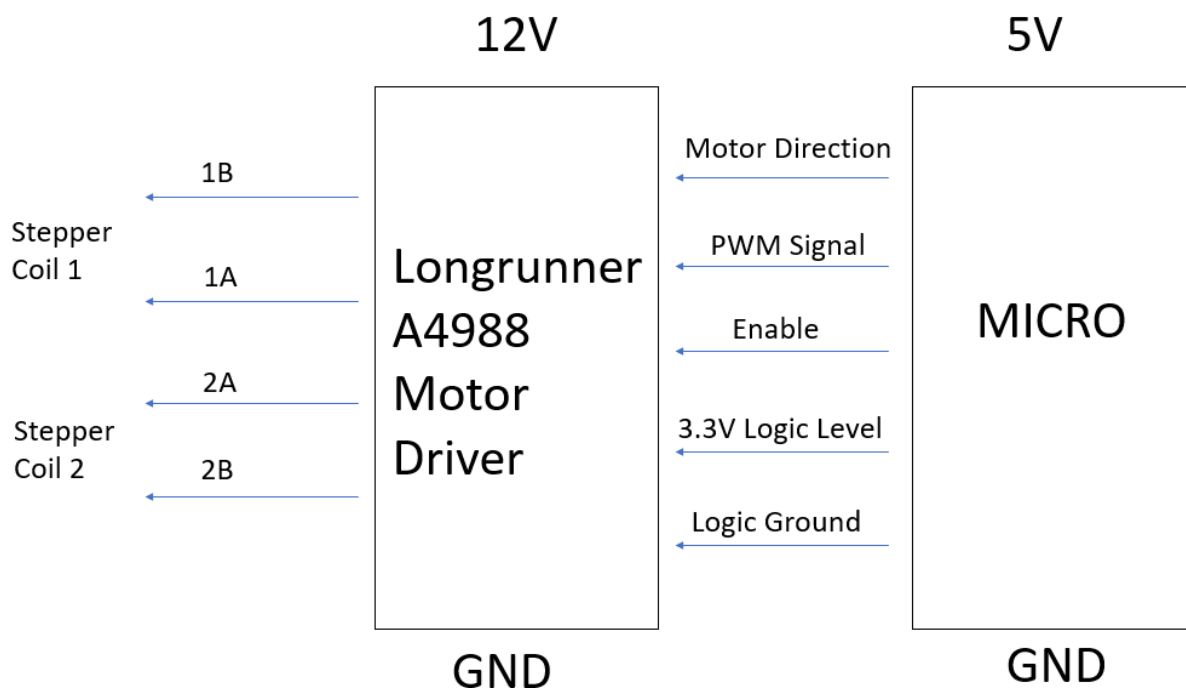 12V
5V
1B
Stepper
Coil 1
1A
2A
Stepper
Coil 2
2B
Longrunner
A4988
Motor
Driver
Motor Direction
PWM Signal
Enable
3.3V Logic Level
Logic Ground
MICRO
GND
GND